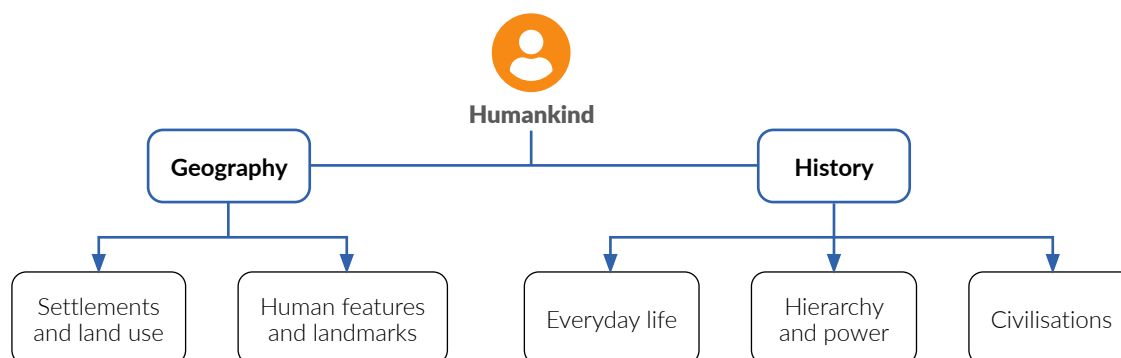 Humankind
Geography
History
Settlements
and land use
Human features
and landmarks
Everyday life
Hierarchy
and power
Civilisations